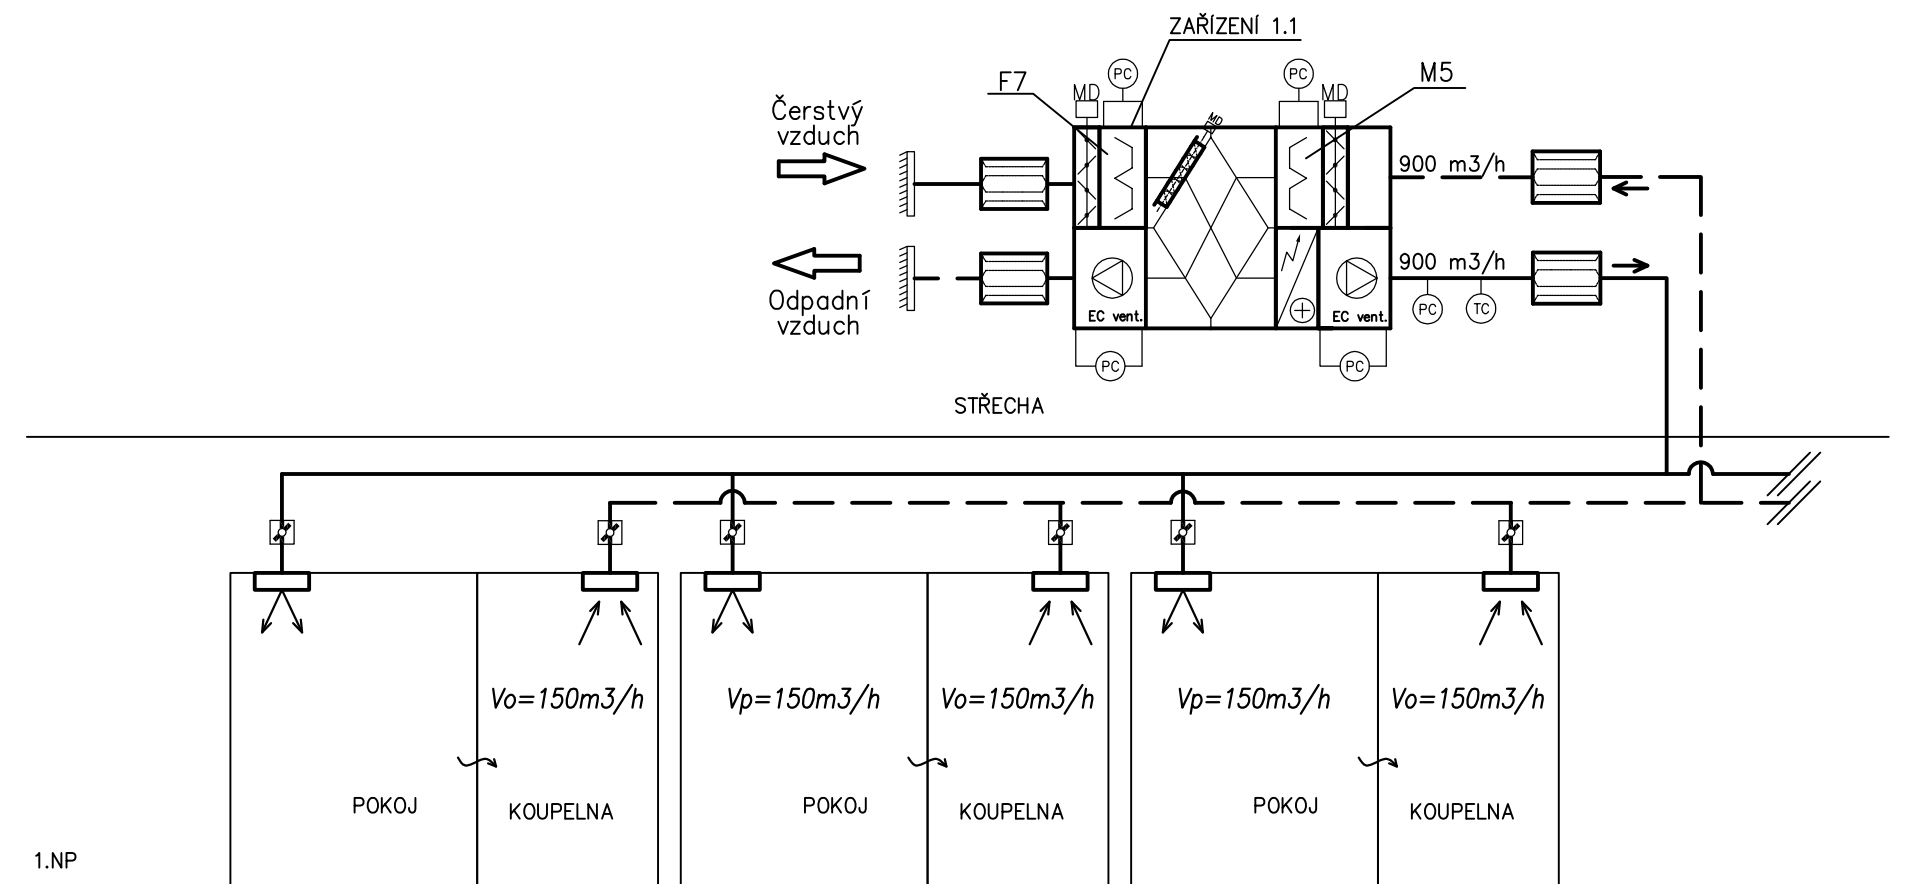 ZAŘÍZENÍ 1.1
F7
PC
PC
M5
MD
MD
MD
Čerstvý
vzduch
900 m3/h
900 m3/h
Odpadní
vzduch
EC vent.
EC vent.
PC
TC
PC
PC
STŘECHA
Vo=150m3/h
Vp=150m3/h
Vo=150m3/h
Vp=150m3/h
Vo=150m3/h
POKOJ
KOUPELNA
POKOJ
KOUPELNA
POKOJ
KOUPELNA
1.NP